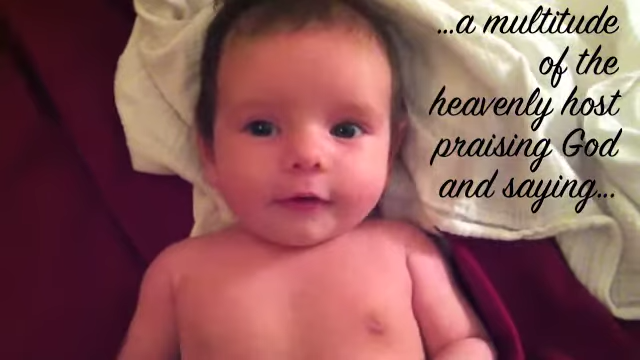 ...a multitude
of the
heavenly host
praising God
and saying...